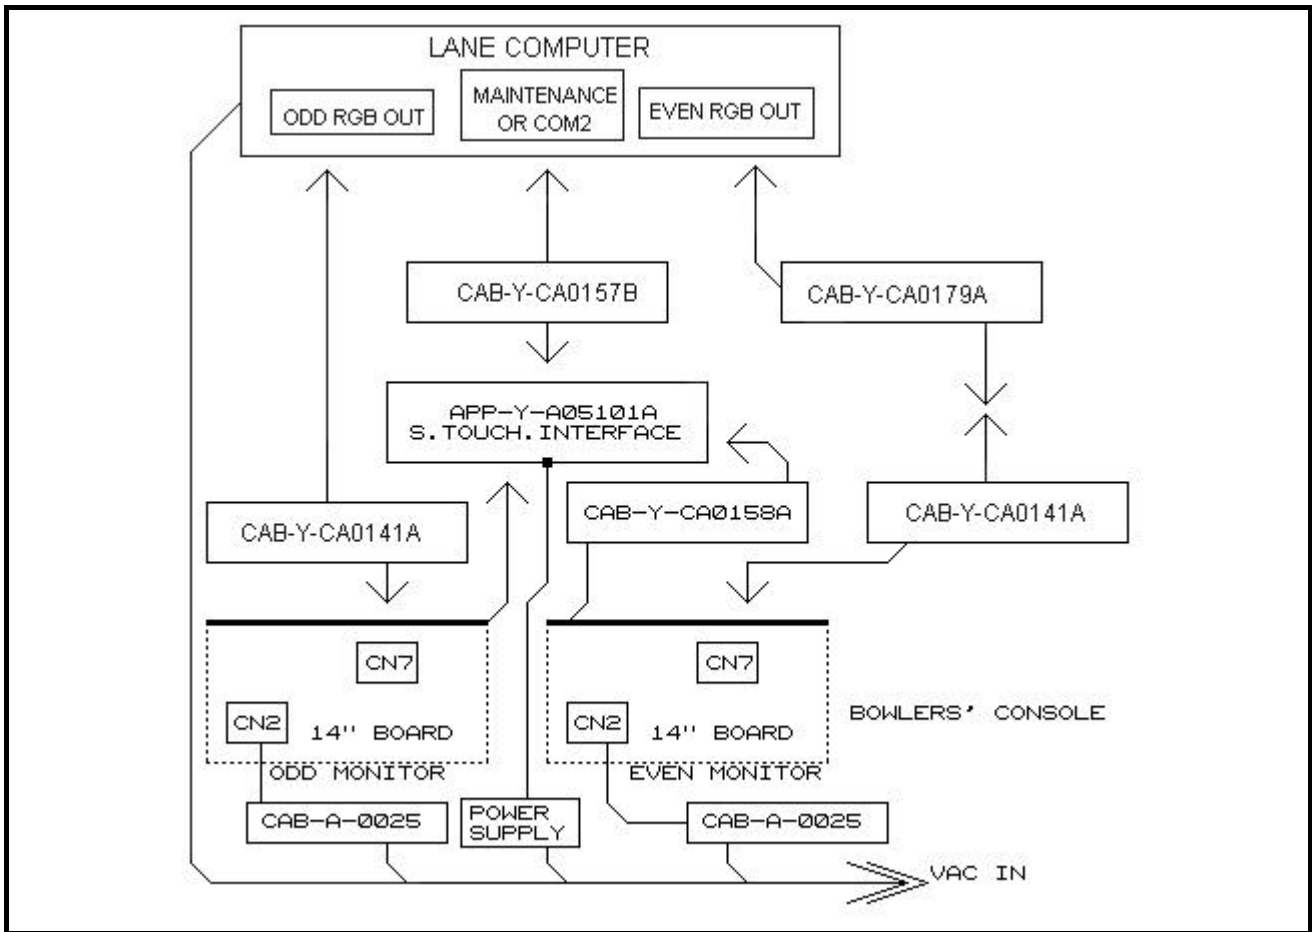 LANE COMPUTER
ODD RGB OUT
MAINTENANCE
OR COM2
EVEN RGB OUT
CAB-Y-CA0157B
CAB-Y-CA0179A
APP-Y-A05101A
S.TOUCH.INTERFACE
CAB-Y-CA0141A
CAB-Y-CA0158A
CAB-Y-CA0141A
CN7
CN2
14'' BOARD
ODD MONITOR
CN7
CN2
14'' BOARD
EVEN MONITOR
BOWLERS' CONSOLE
CAB-A-0025
POWER
SUPPLY
CAB-A-0025
VAC IN